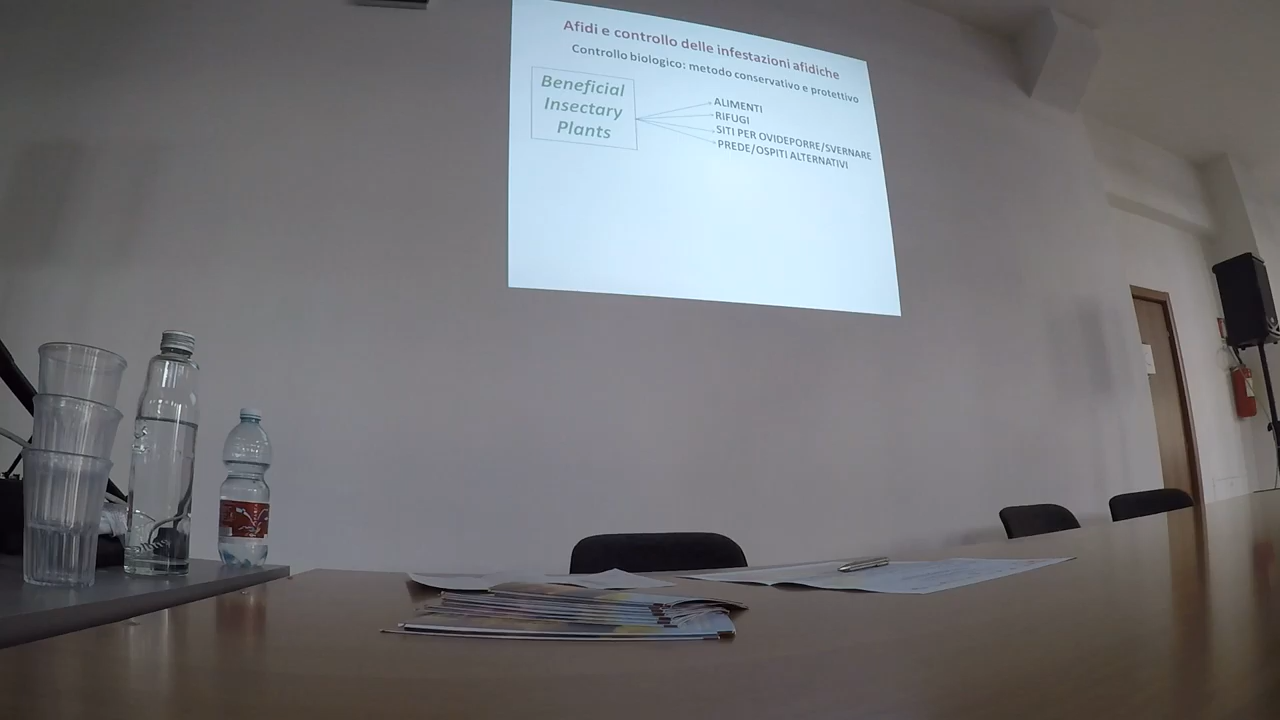 Afidi e controllo delle infestazioni afidiche
Controllo biologico: metodo conservativo e protettivo
Beneficial
Insectary
Plants
ALIMENTI
RIFUGI
SITI PER OVIDEPORRE/SVERNARE
PREDE/OSPITI ALTERNATIVI